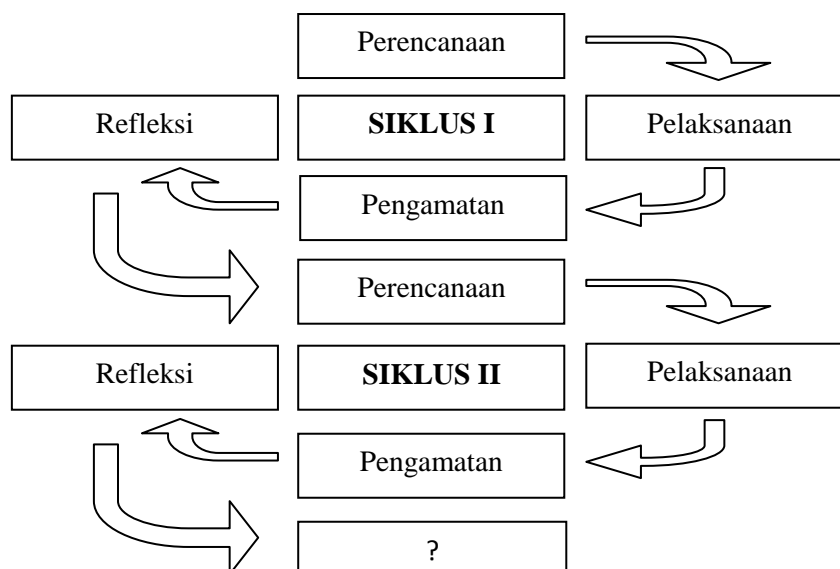 Perencanaan
Refleksi
SIKLUS I
Pelaksanaan
Pengamatan
Perencanaan
Refleksi
SIKLUS II
Pelaksanaan
Pengamatan
?